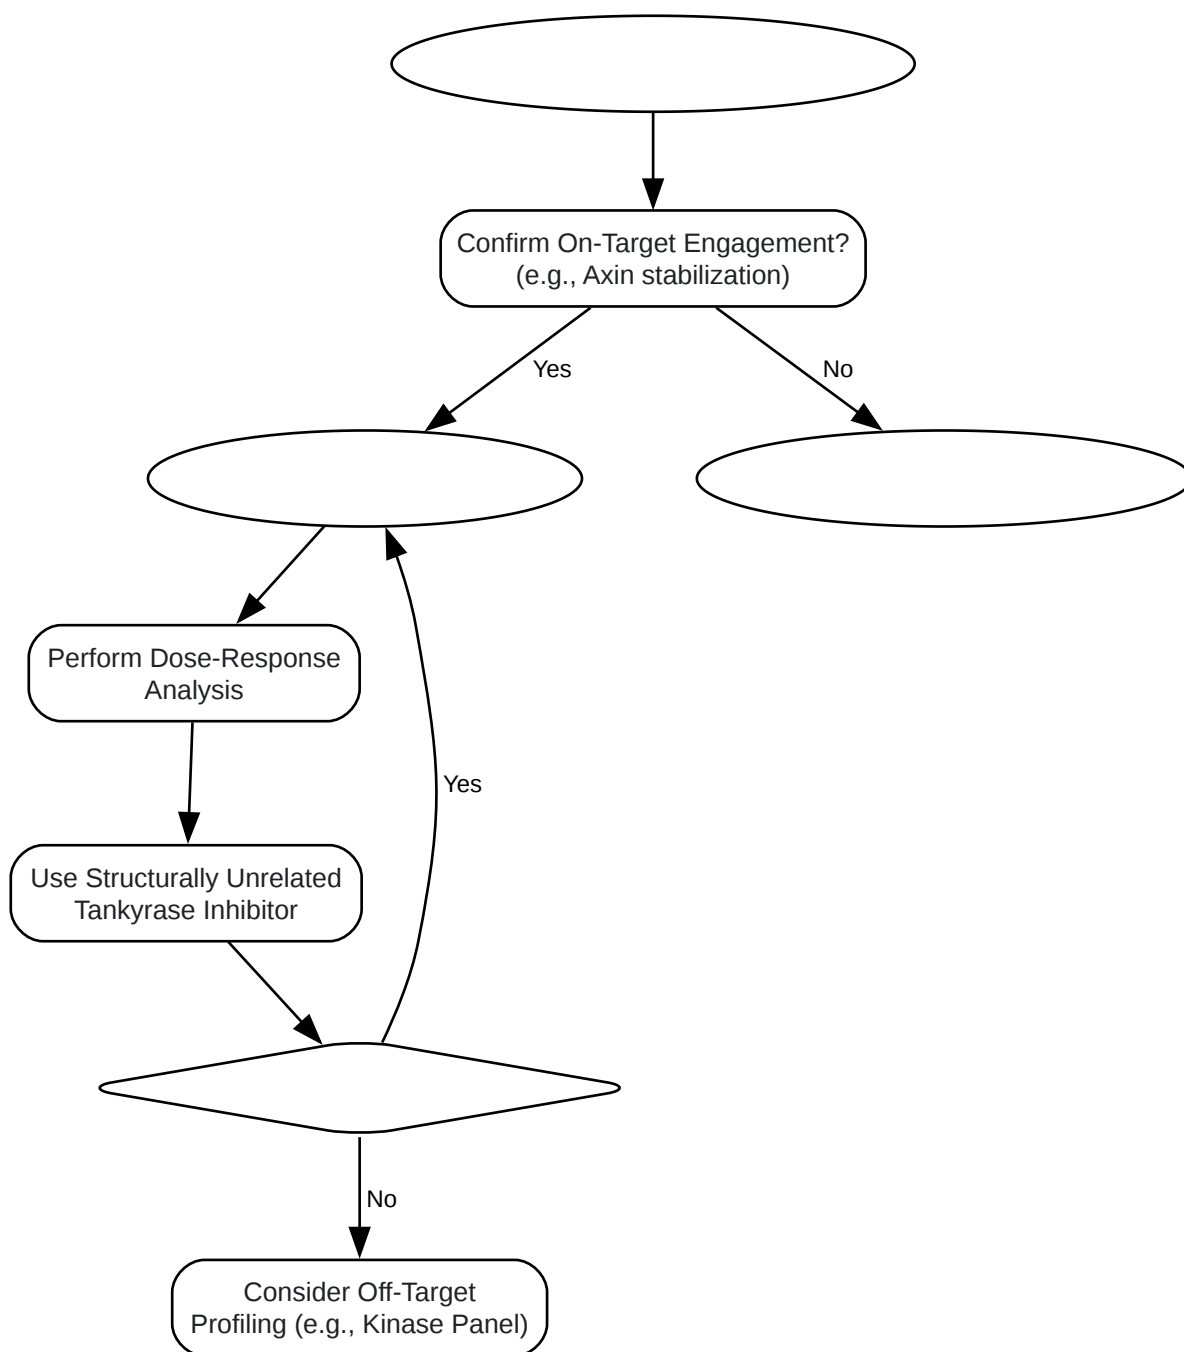 Confirm On-Target Engagement?
(e.g., Axin stabilization)
Yes
No
Perform Dose-Response
Analysis
Yes
Use Structurally Unrelated
Tankyrase Inhibitor
No
Consider Off-Target
Profiling (e.g., Kinase Panel)